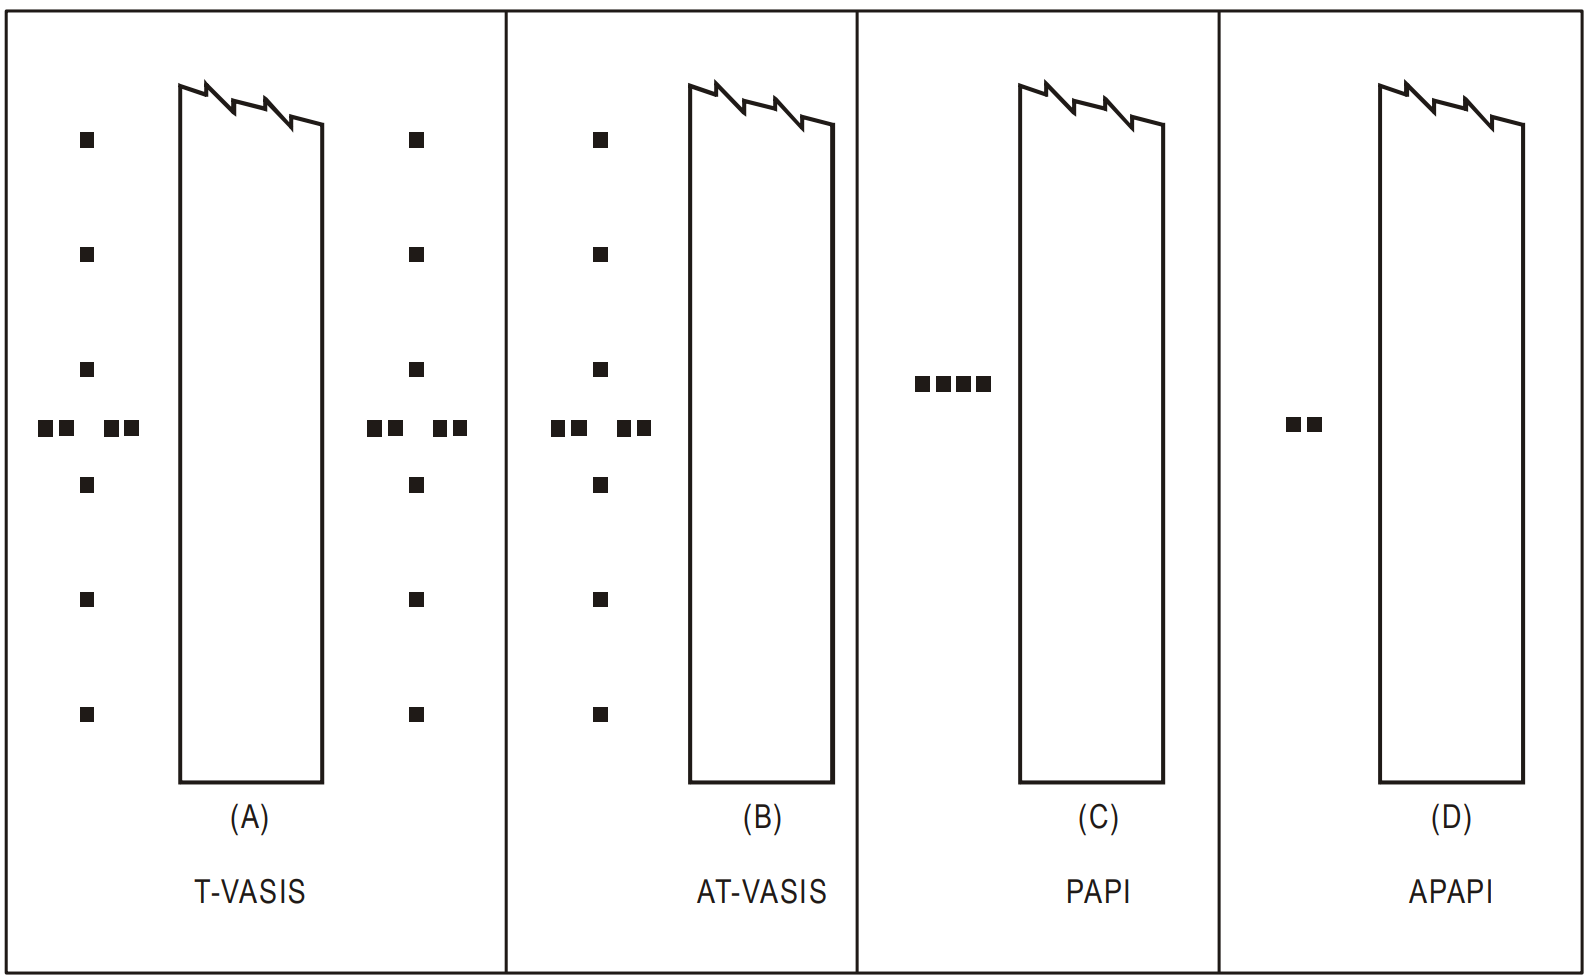 (A)
T-VASIS
(B)
AT-VASIS
(C)
PAPI
(D)
APAPI